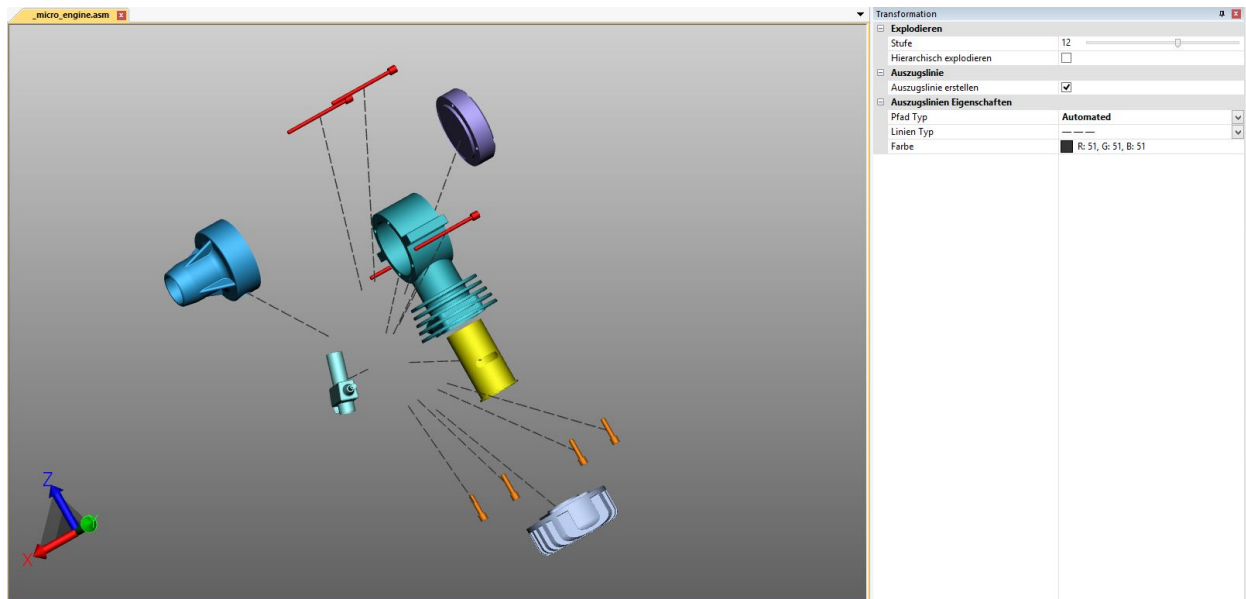 _micro_engine.asm
Transformation
Explodieren
Stufe 12
Hierarchisch explodieren
Auszugslinie
Auszugslinie erstellen
Auszugslinien Eigenschaften
Pfad Typ Automated
Linien Typ
Farbe R: 51, G: 51, B: 51
Z
X